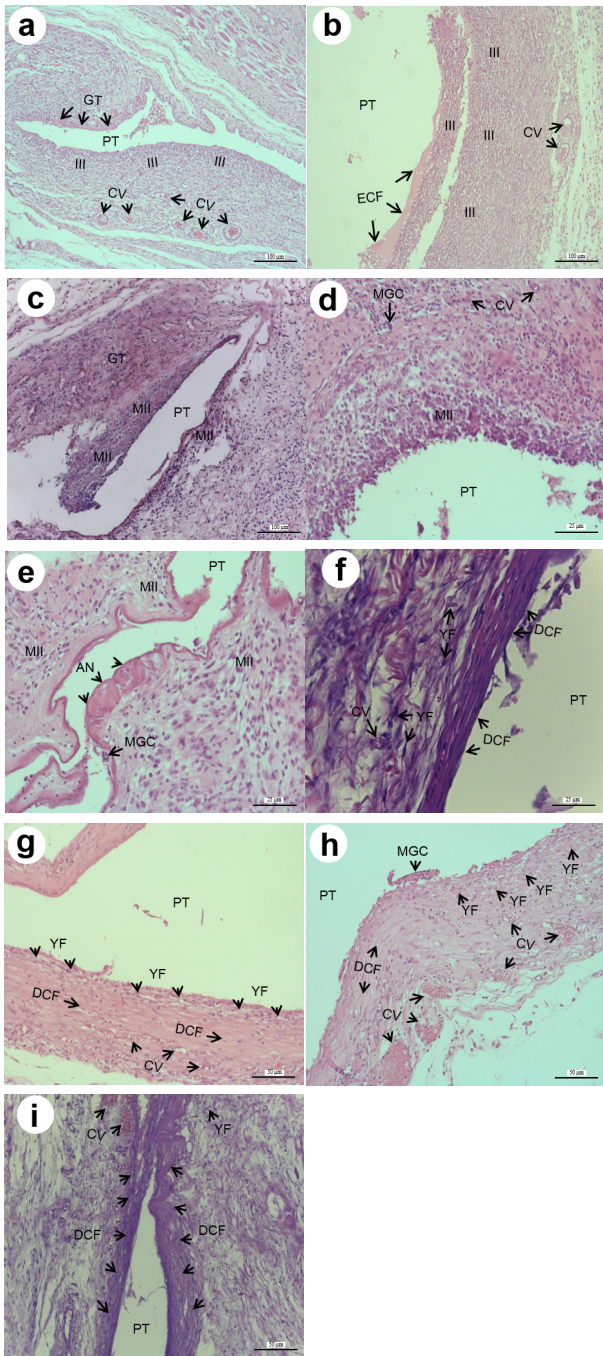 a
GT
PT
III III III
CV CV
100 µm
b
III
PT
III III CV
ECF
III
100 µm
c
GT
MII PT
MII MII
100 µm
d
MGC CV
MII
PT
25 µm
e
PT
MII
MII MII
AN
MGC
25 µm
f
YF DCF
CV YF PT
DCF
25 µm
g
PT
YF YF YF
DCF DCF
CV
50 µm
h
MGC
PT YF
YF YF YF
DCF CV
CV
50 µm
i
CV YF
DCF DCF
PT
50 µm